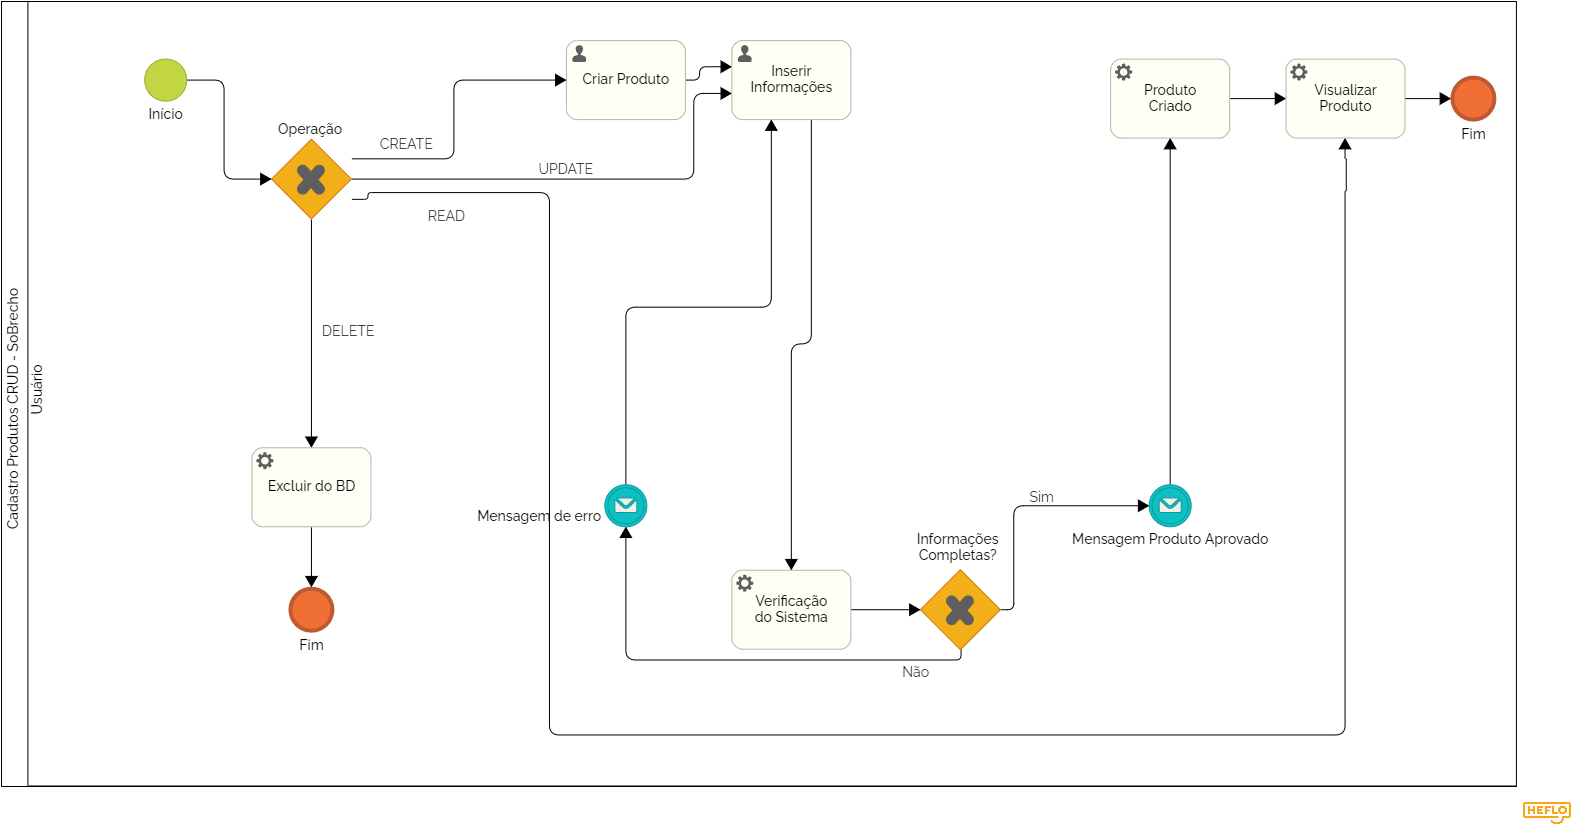 Cadastro Produtos CRUD - SoBrecho
Usuário
Início
Operação
CREATE
UPDATE
READ
DELETE
Criar Produto
Inserir
Informações
Produto
Criado
Visualizar
Produto
Fim
Excluir do BD
Fim
Mensagem de erro
Verificação
do Sistema
Informações
Completas?
Sim
Não
Mensagem Produto Aprovado
HEFLO